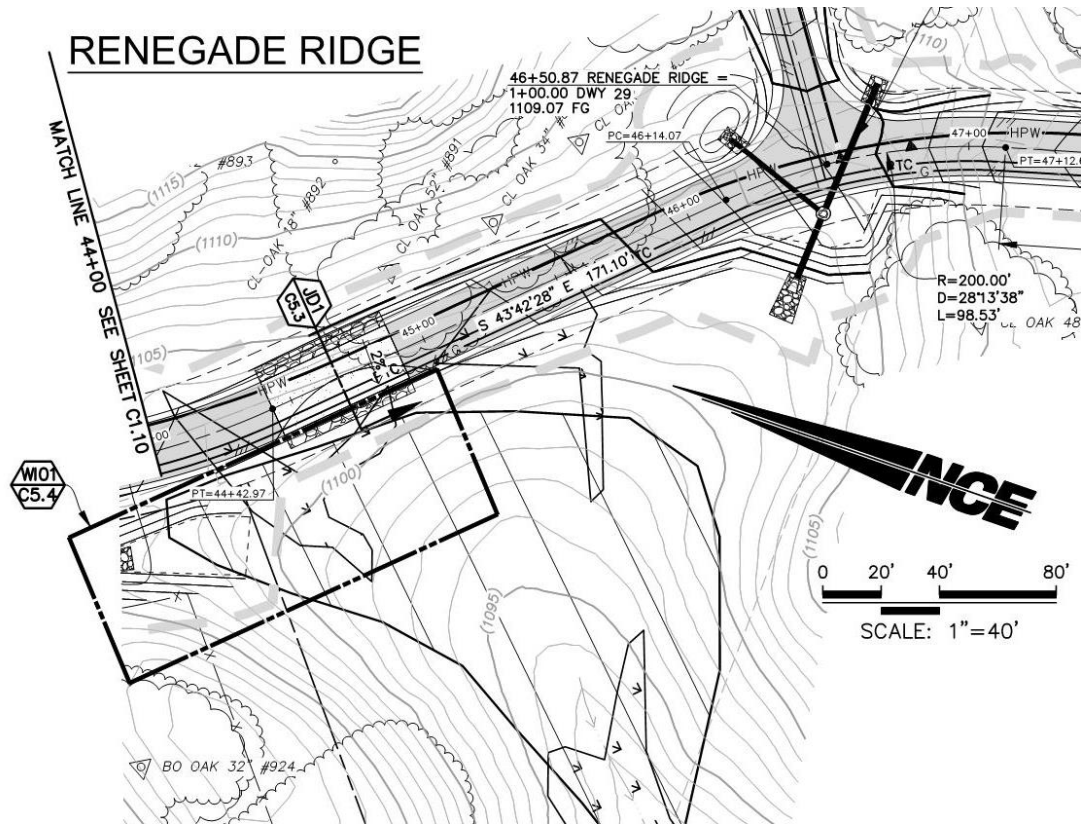 RENEGADE RIDGE
46+50.87 RENEGADE RIDGE =
1+00.00 DWY 29
1109.07 FG
PC=46+14.07
(1110)
MATCH LINE 44+00 SEE SHEET C1.10
(1115)
#893
CL-OAK 18" #892
CL OAK 52" #891
CL OAK 34"
(1110)
47+00
HPW
PT=47+12.6
TC
G
HPW
46+00
(1105)
JD1
C5.3
HPW
S 43°42'28" E 171.10'
C
G
45+00
2%
C
HPW
R=200.00'
D=28°13'38"
L=98.53'
CL OAK 48
00
WI01
C5.4
PT=44+42.97
(1100)
(1105)
NCE
0 20' 40' 80'
SCALE: 1"=40'
(1095)
BO OAK 32" #924